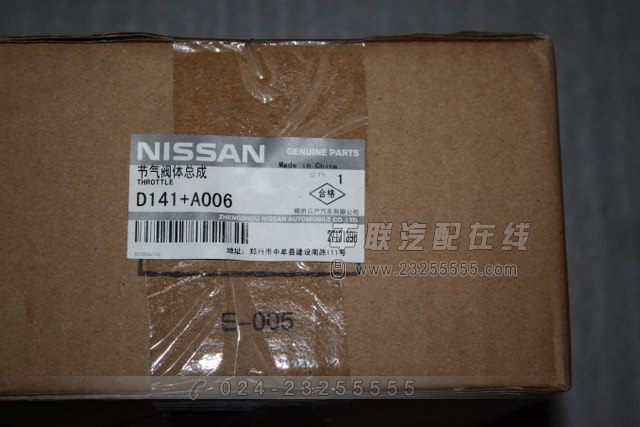 NISSAN GENUINE PARTS
Made in China
节气阀体总成 Q'TY
THROTTLE 1
D141+A006 合格
郑州日产汽车有限公司
ZHENGZHOU NISSAN AUTOMOBILE CO.,LTD.
地址: 郑州市中牟县建设南路111号
联汽配在线
www.23255555.com
E-005
024-23255555